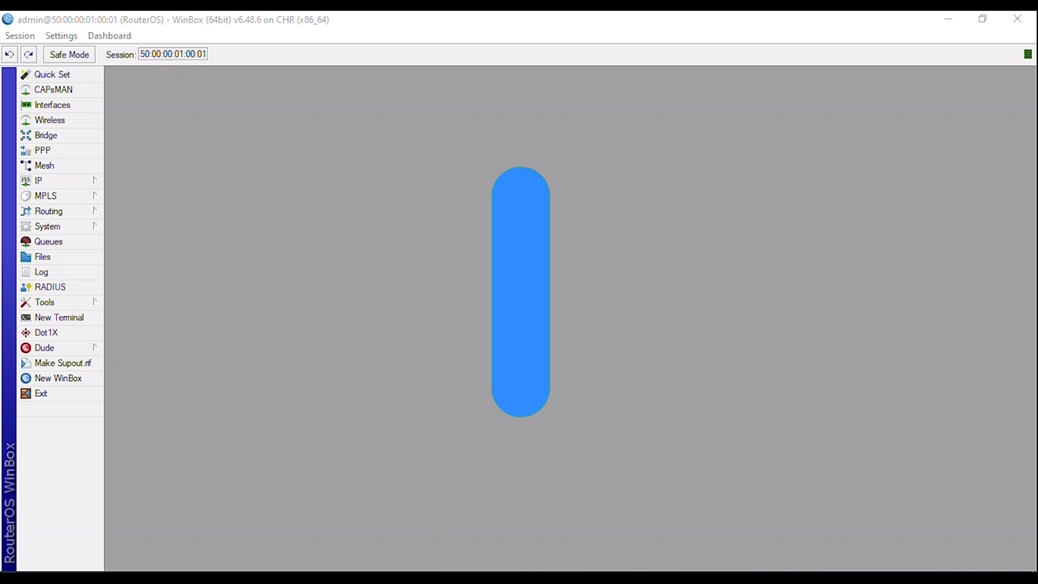 admin@50:00:00:01:00:01 (RouterOS) - WinBox (64bit) v6.48.6 on CHR (x86_64)
Session Settings Dashboard
Safe Mode Session: 50:00:00:01:00:01
Quick Set
CAPsMAN
Interfaces
Wireless
Bridge
PPP
Mesh
IP
MPLS
Routing
System
Queues
Files
Log
RADIUS
Tools
New Terminal
Dot1X
Dude
Make Supout.rif
New WinBox
Exit
RouterOS WinBox